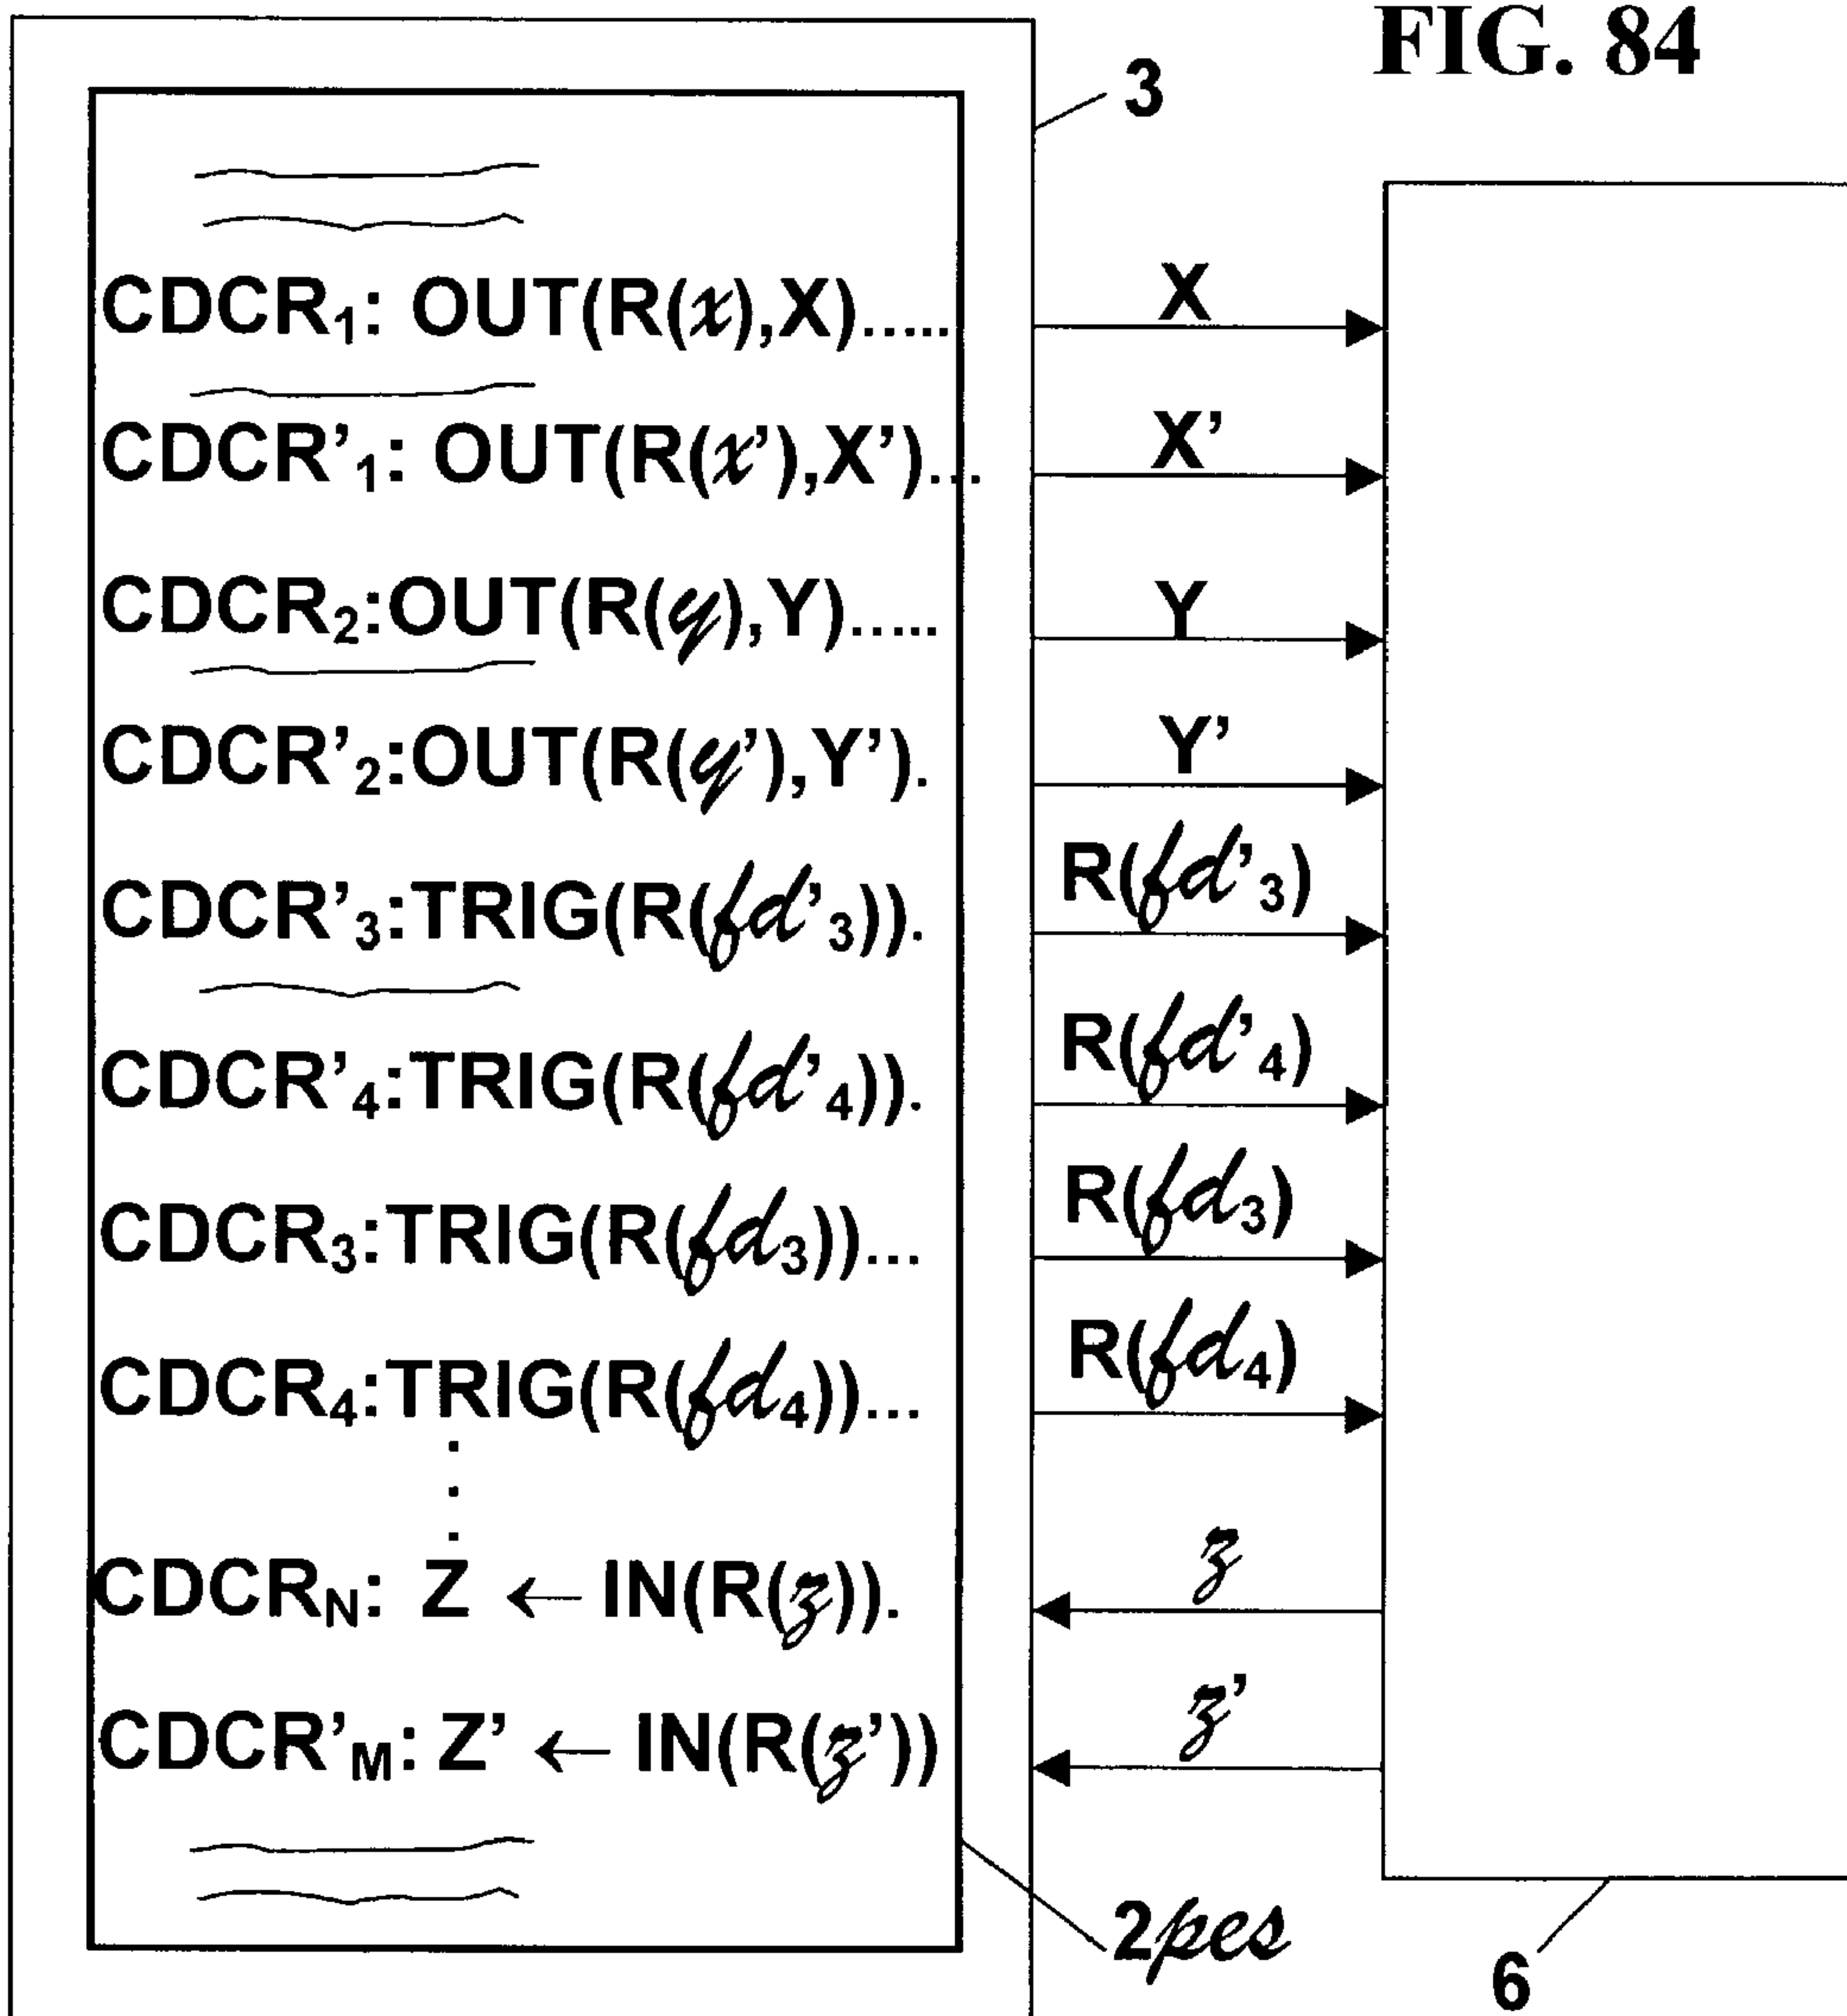 FIG. 84
3
CDCR₁: OUT(R(x),X).....
X
CDCR'₁: OUT(R(x'),X')...
X'
CDCR₂:OUT(R(y),Y).....
Y
CDCR'₂:OUT(R(y'),Y').
Y'
CDCR'₃:TRIG(R(fd'₃)).
R(fd'₃)
CDCR'₄:TRIG(R(fd'₄)).
R(fd'₄)
CDCR₃:TRIG(R(fd₃))...
R(fd₃)
CDCR₄:TRIG(R(fd₄))...
R(fd₄)
CDCR_N: Z ← IN(R(z)).
z
CDCR'_M: Z' ← IN(R(z'))
z'
2pes
6